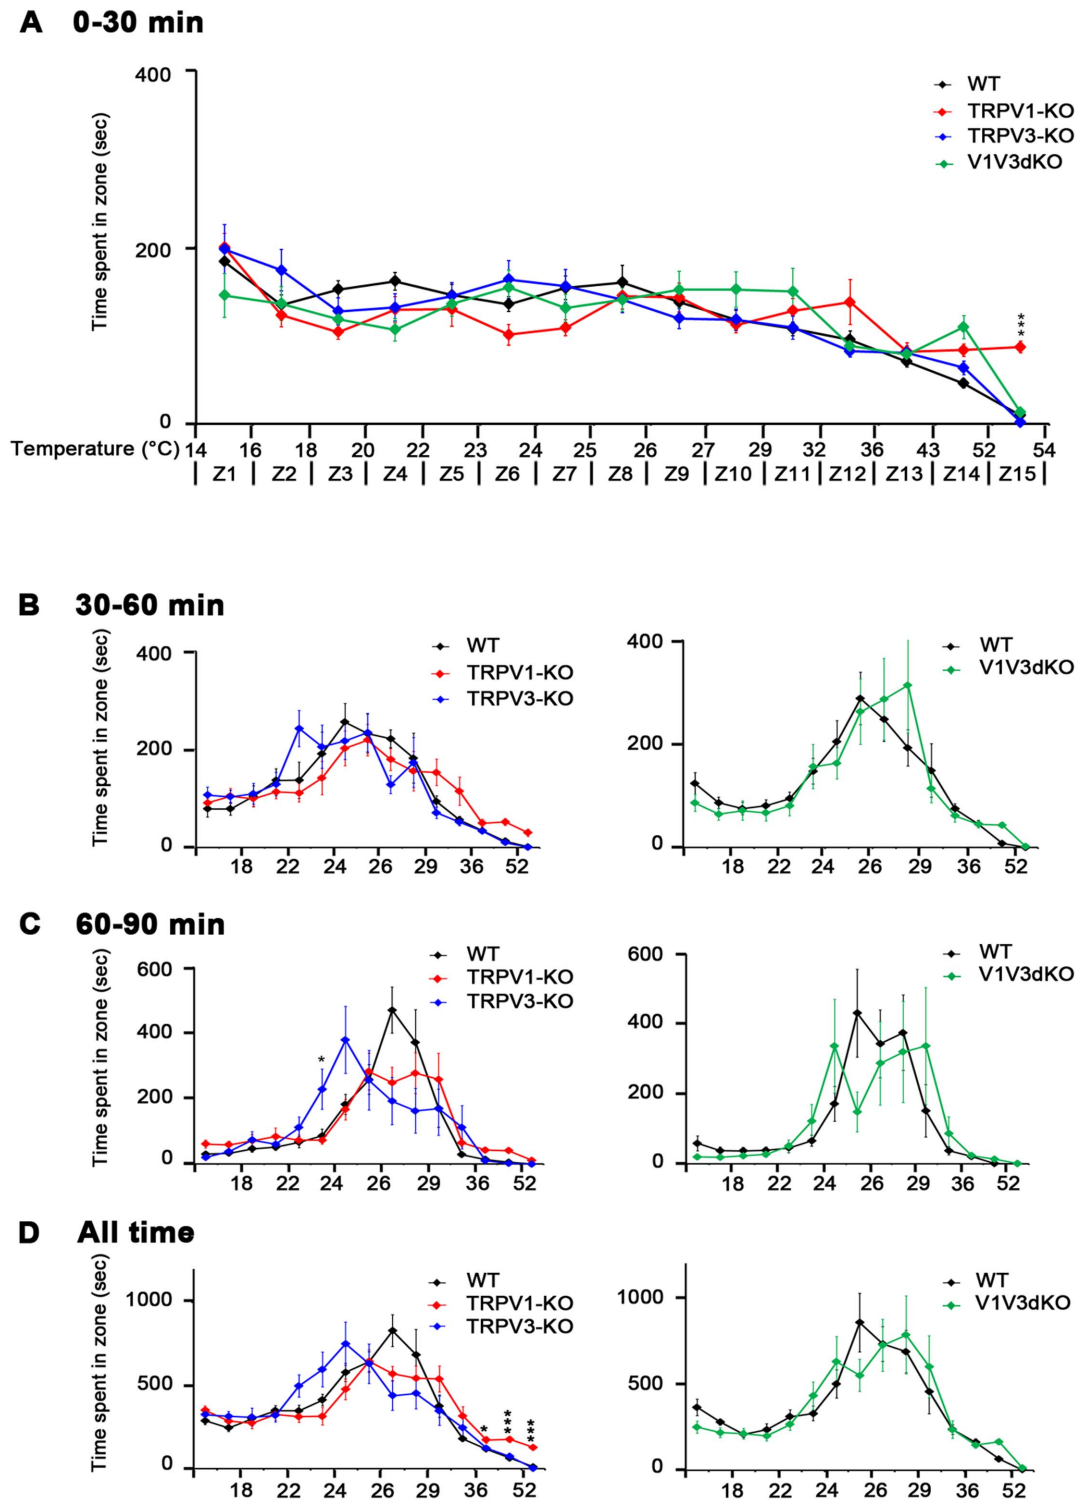 A 0-30 min
Time spent in zone (sec)
400
200
0
WT
TRPV1-KO
TRPV3-KO
V1V3dKO
***
Temperature (°C) 14 16 18 20 22 23 24 25 26 27 29 32 36 43 52 54
| Z1 | Z2 | Z3 | Z4 | Z5 | Z6 | Z7 | Z8 | Z9 | Z10 | Z11 | Z12 | Z13 | Z14 | Z15 |
B 30-60 min
Time spent in zone (sec)
400
200
0
WT
TRPV1-KO
TRPV3-KO
18 22 24 26 29 36 52
400
200
0
WT
V1V3dKO
18 22 24 26 29 36 52
C 60-90 min
Time spent in zone (sec)
600
400
200
0
WT
TRPV1-KO
TRPV3-KO
*
18 22 24 26 29 36 52
600
400
200
0
WT
V1V3dKO
18 22 24 26 29 36 52
D All time
Time spent in zone (sec)
1000
500
0
WT
TRPV1-KO
TRPV3-KO
* *** ***
18 22 24 26 29 36 52
1000
500
0
WT
V1V3dKO
18 22 24 26 29 36 52